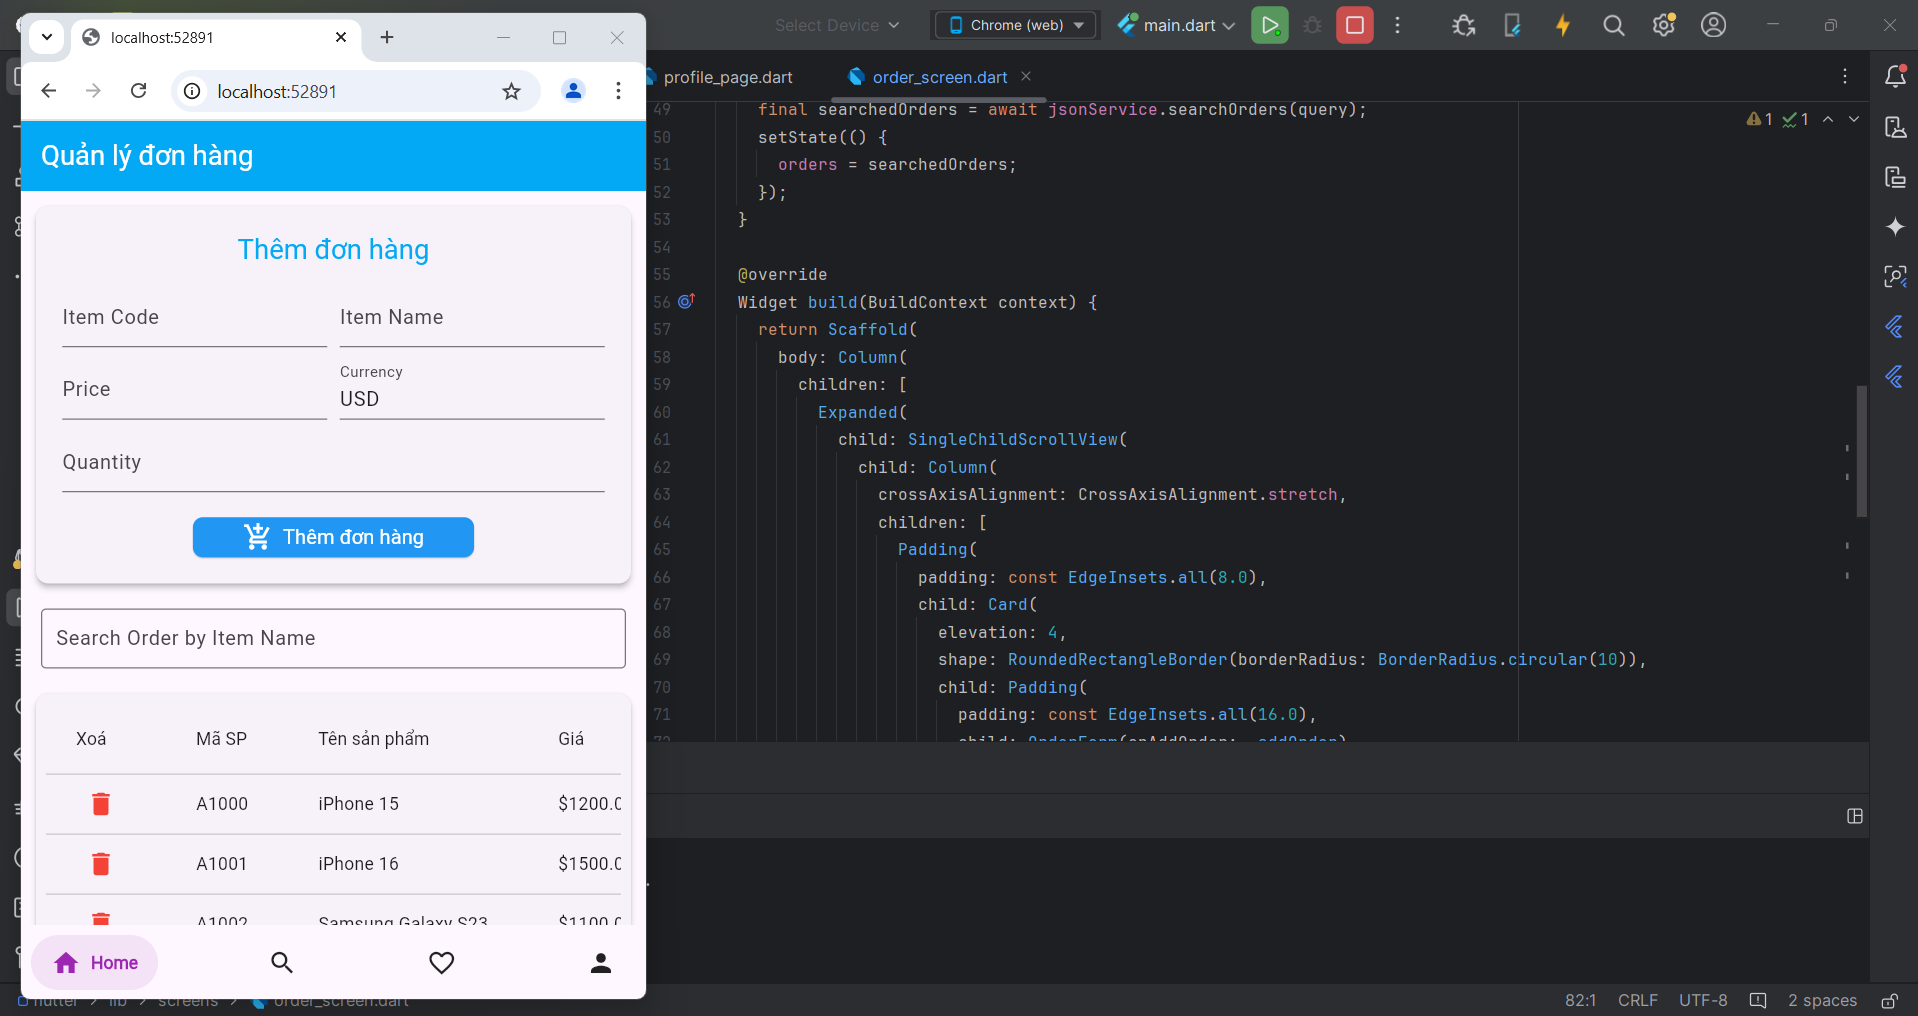 localhost:52891
localhost:52891
Quản lý đơn hàng
Thêm đơn hàng
Item Code
Item Name
Price
Currency
USD
Quantity
Thêm đơn hàng
Search Order by Item Name
Xoá
Mã SP
Tên sản phẩm
Giá
A1000
iPhone 15
$1200.0
A1001
iPhone 16
$1500.0
A1002
Samsung Galaxy S23
$1100.0
Home
Select Device
Chrome (web)
main.dart
profile_page.dart
order_screen.dart
1
1
49 final searchedOrders = await jsonService.searchOrders(query);
50 setState(() {
51 orders = searchedOrders;
52 });
53 }
54
55 @override
56 Widget build(BuildContext context) {
57 return Scaffold(
58 body: Column(
59 children: [
60 Expanded(
61 child: SingleChildScrollView(
62 child: Column(
63 crossAxisAlignment: CrossAxisAlignment.stretch,
64 children: [
65 Padding(
66 padding: const EdgeInsets.all(8.0),
67 child: Card(
68 elevation: 4,
69 shape: RoundedRectangleBorder(borderRadius: BorderRadius.circular(10)),
70 child: Padding(
71 padding: const EdgeInsets.all(16.0),
72 child: OrderForm(onAddOrder: _addOrder)
flutter > lib > screens > order_screen.dart
82:1
CRLF
UTF-8
2 spaces